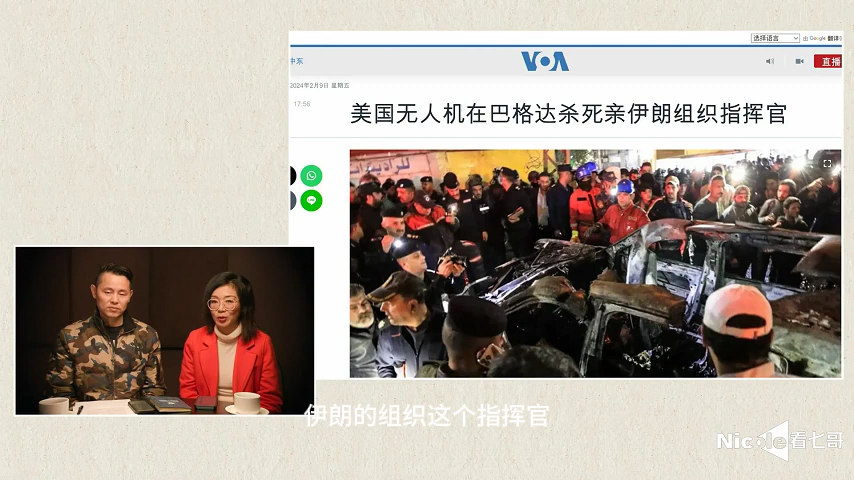 选择语言
由 Google 翻译
中东
VOA
直播
2024年2月9日 星期五
17:56
美国无人机在巴格达杀死亲伊朗组织指挥官
伊朗的组织这个指挥官
Nicole看七哥